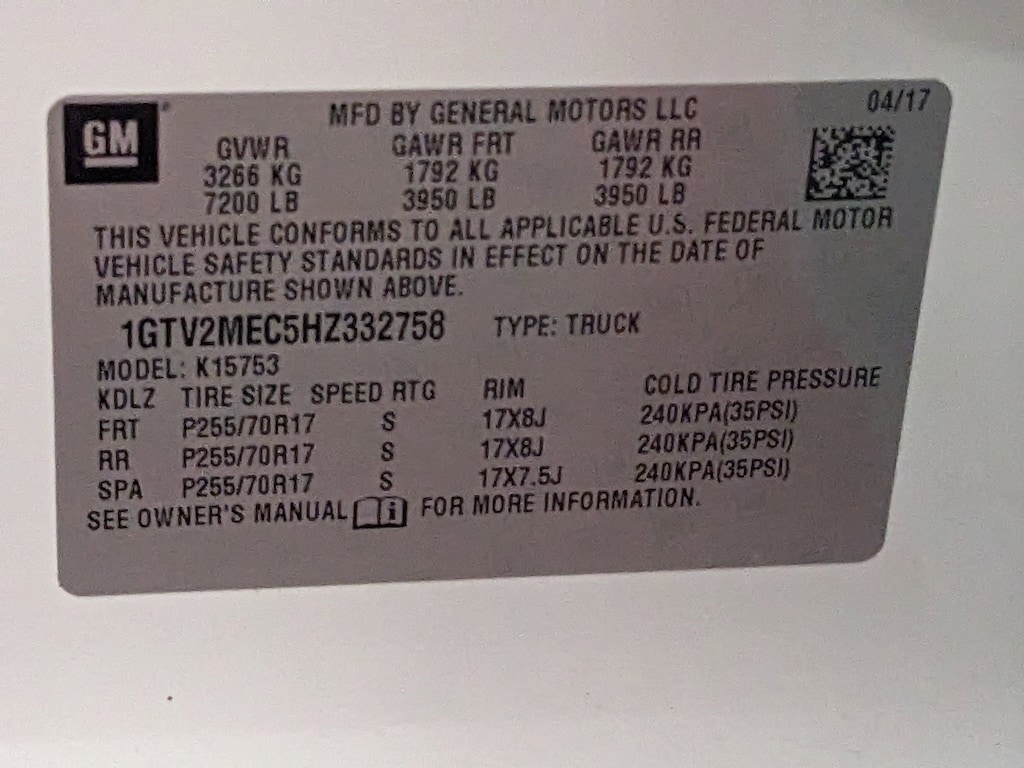 GM
MFD BY GENERAL MOTORS LLC 04/17
GVWR GAWR FRT GAWR RR
3266 KG 1792 KG 1792 KG
7200 LB 3950 LB 3950 LB
THIS VEHICLE CONFORMS TO ALL APPLICABLE U.S. FEDERAL MOTOR
VEHICLE SAFETY STANDARDS IN EFFECT ON THE DATE OF
MANUFACTURE SHOWN ABOVE.
1GTV2MEC5HZ332758 TYPE: TRUCK
MODEL: K15753
KDLZ TIRE SIZE SPEED RTG RIM COLD TIRE PRESSURE
FRT P255/70R17 S 17X8J 240KPA(35PSI)
RR P255/70R17 S 17X8J 240KPA(35PSI)
SPA P255/70R17 S 17X7.5J 240KPA(35PSI)
SEE OWNER'S MANUAL i FOR MORE INFORMATION.